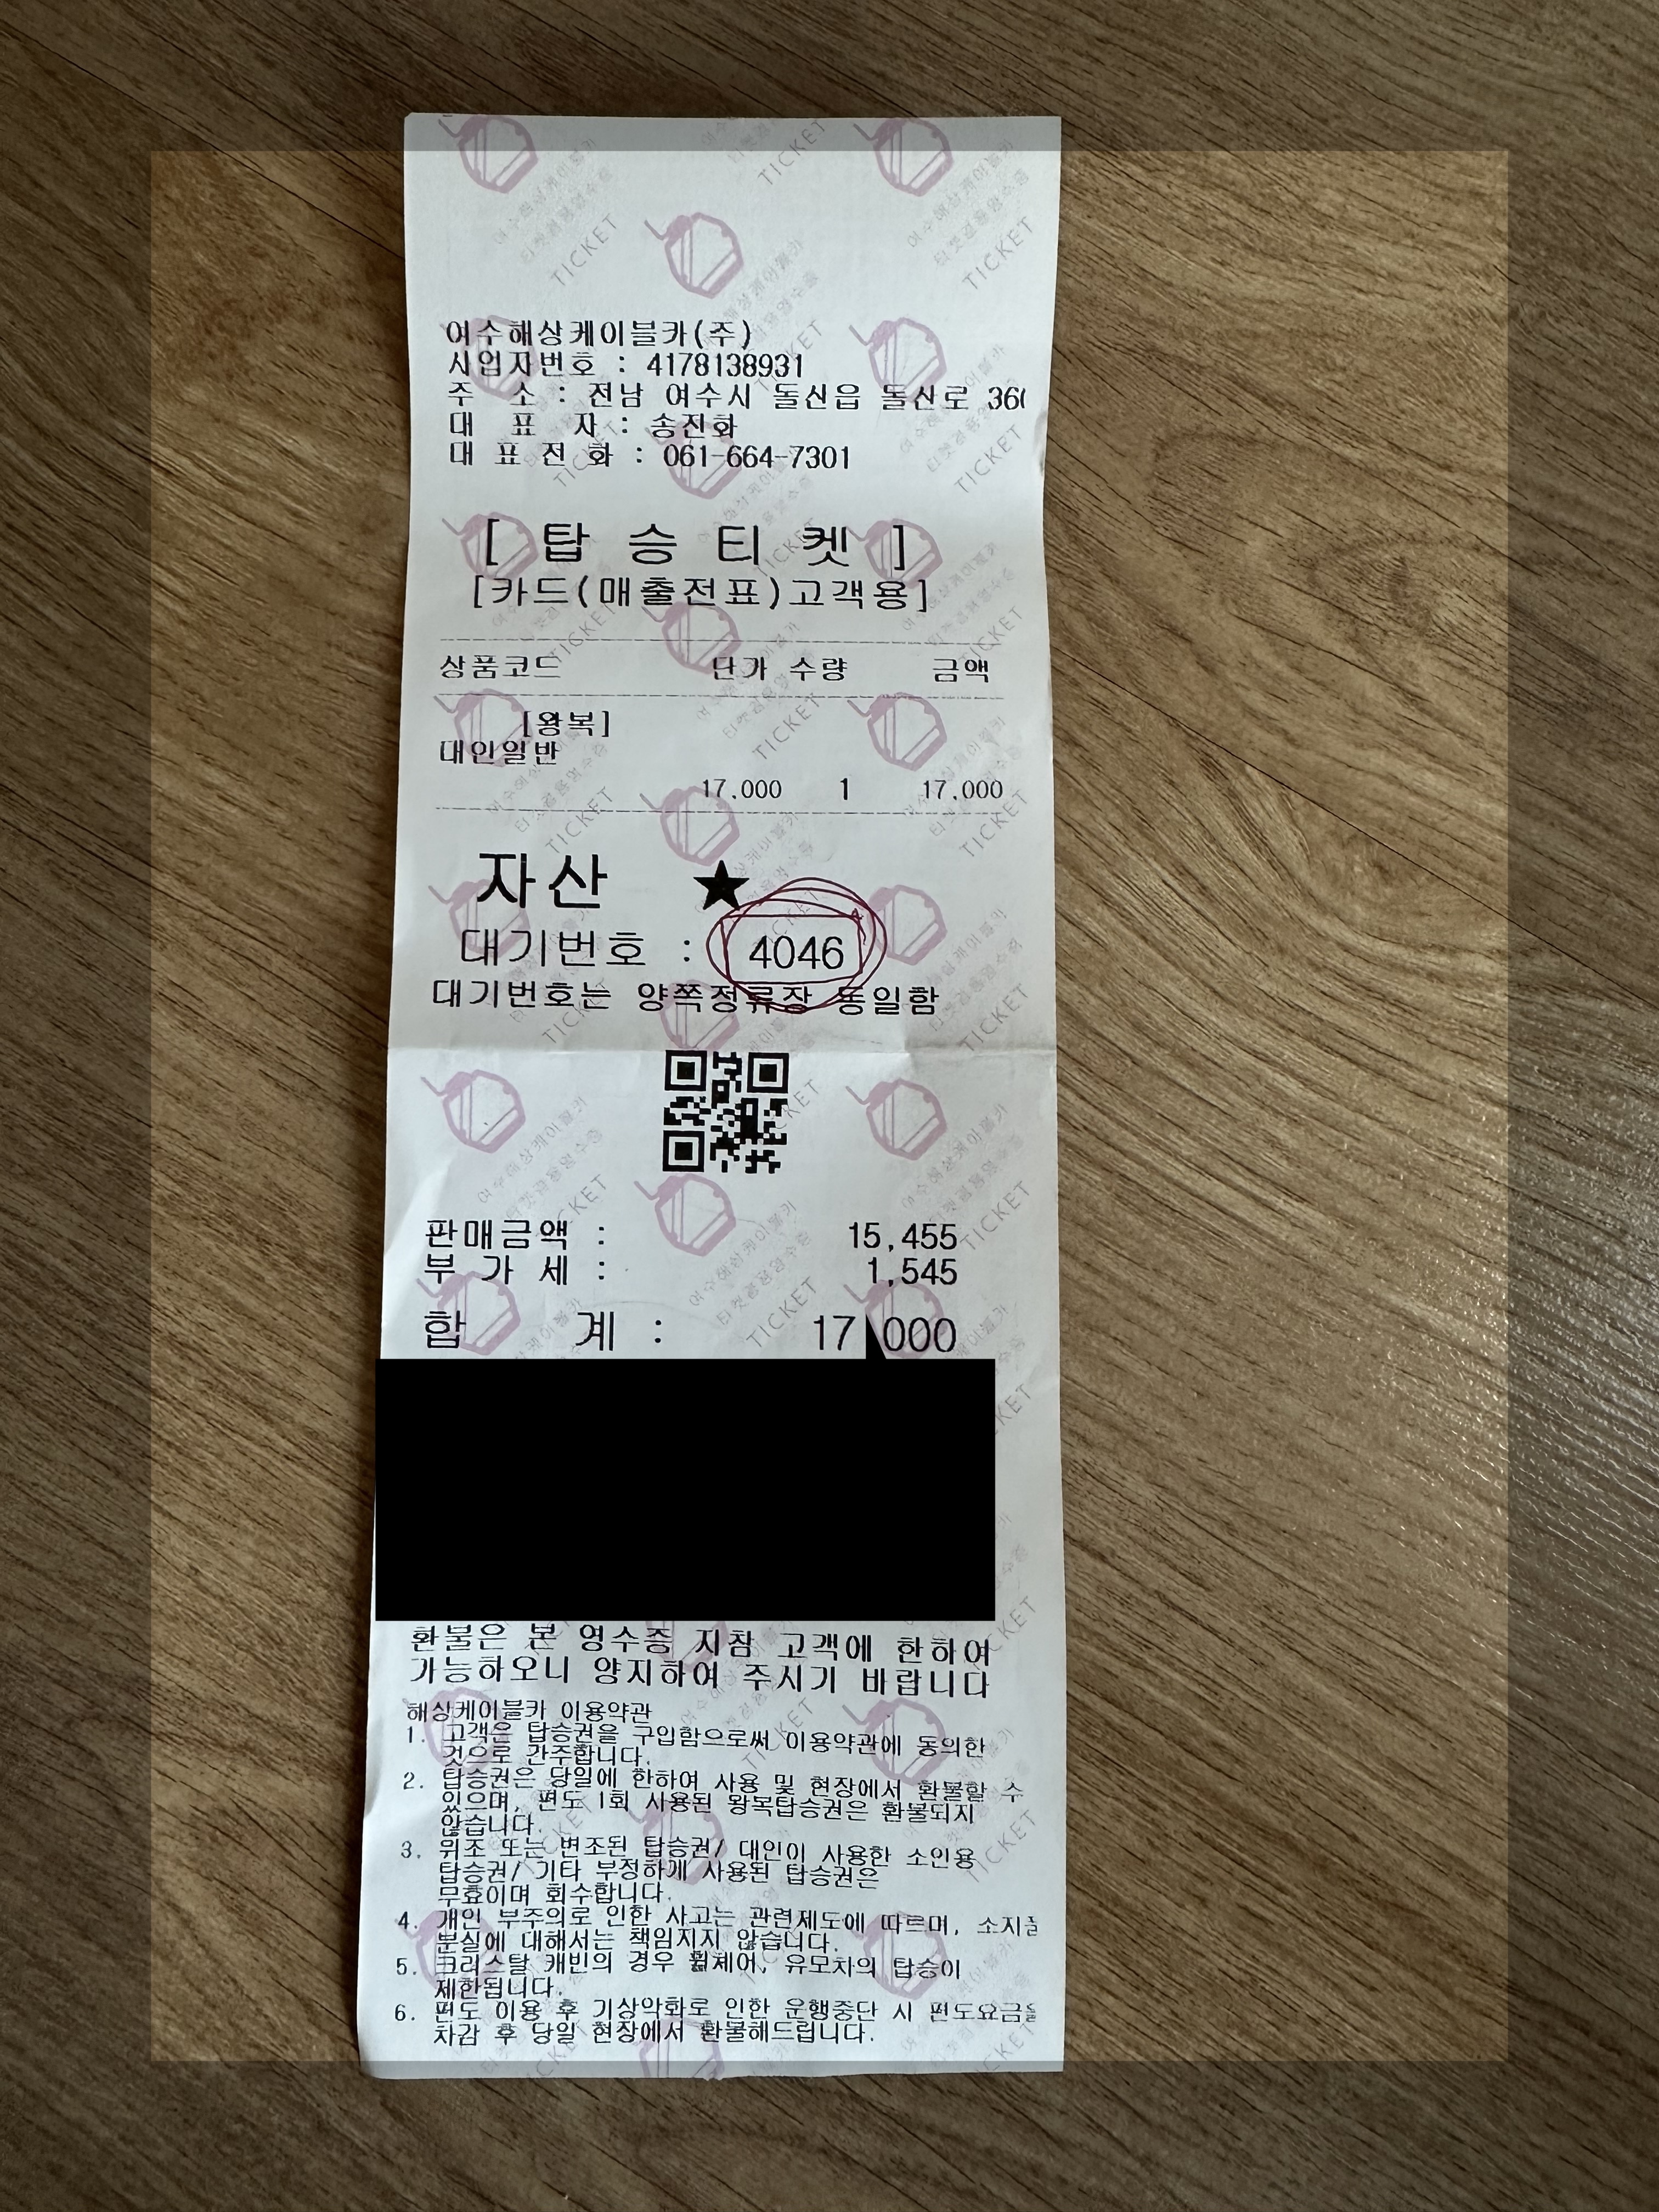 여수해상케이블카(주)
사업자번호 : 4178138931
주 소 : 전남 여수시 돌산읍 돌산로 360
대 표 자 : 송진화
대 표 전 화 : 061-664-7301
[ 탑 승 티 켓 ]
[카드(매출전표)고객용]
상품코드 단가 수량 금액
[왕복]
대인일반
17,000 1 17,000
자산 ★
대기번호 : 4046
대기번호는 양쪽정류장 동일함
판매금액 : 15,455
부 가 세 : 1,545
합 계 : 17 000
환불은 본 영수증 지참 고객에 한하여
가능하오니 양지하여 주시기 바랍니다
해상케이블카 이용약관
1. 고객은 탑승권을 구입함으로써 이용약관에 동의한
것으로 간주합니다.
2. 탑승권은 당일에 한하여 사용 및 현장에서 환불할 수
있으며, 편도 1회 사용된 왕복탑승권은 환불되지
않습니다.
3. 위조 또는 변조된 탑승권/ 대인이 사용한 소인용
탑승권/ 기타 부정하게 사용된 탑승권은
무효이며 회수합니다.
4. 개인 부주의로 인한 사고는 관련제도에 따르며, 소지품
분실에 대해서는 책임지지 않습니다.
5. 크리스탈 캐빈의 경우 휠체어, 유모차의 탑승이
제한됩니다.
6. 편도 이용 후 기상악화로 인한 운행중단 시 편도요금을
차감 후 당일 현장에서 환불해드립니다.